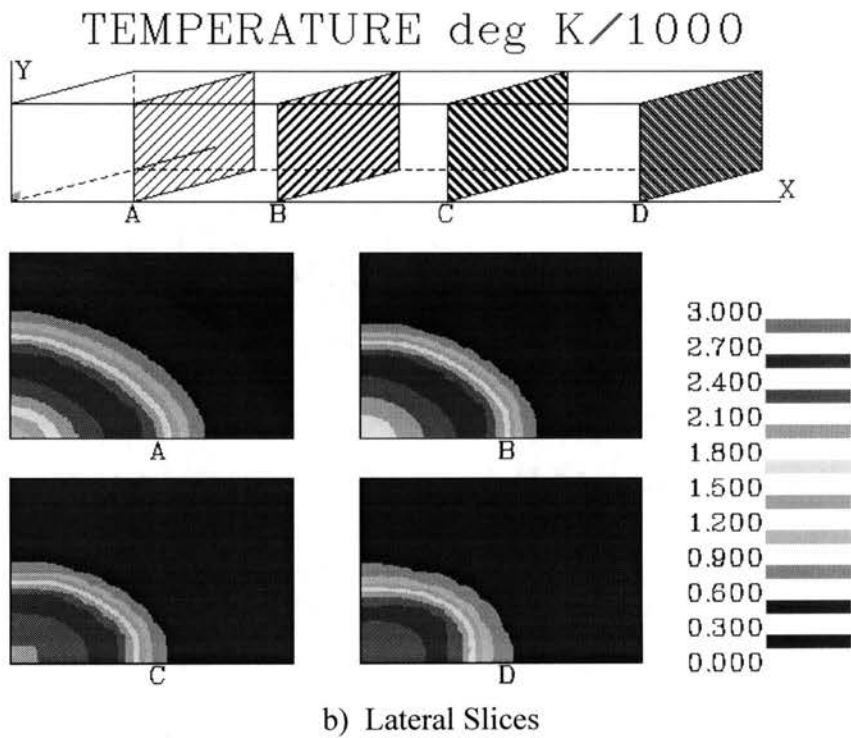 TEMPERATURE deg K/1000
Y
X
A B C D
A B
C D
3.000
2.700
2.400
2.100
1.800
1.500
1.200
0.900
0.600
0.300
0.000
b) Lateral Slices